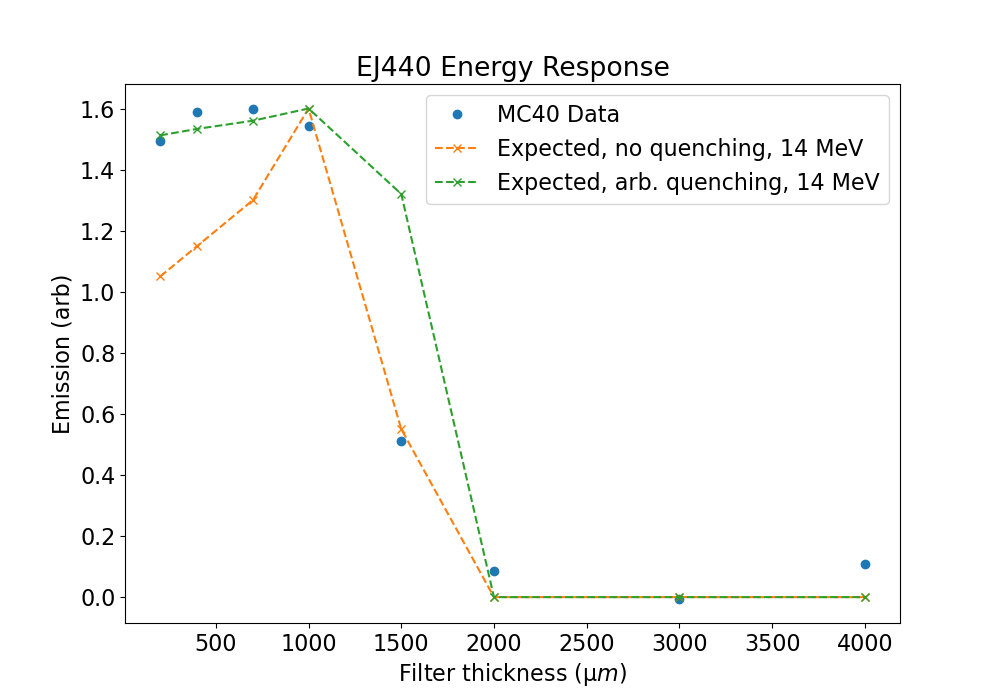 EJ440 Energy Response
MC40 Data
Expected, no quenching, 14 MeV
Expected, arb. quenching, 14 MeV
Emission (arb)
1.6
1.4
1.2
1.0
0.8
0.6
0.4
0.2
0.0
500 1000 1500 2000 2500 3000 3500 4000
Filter thickness (μm)